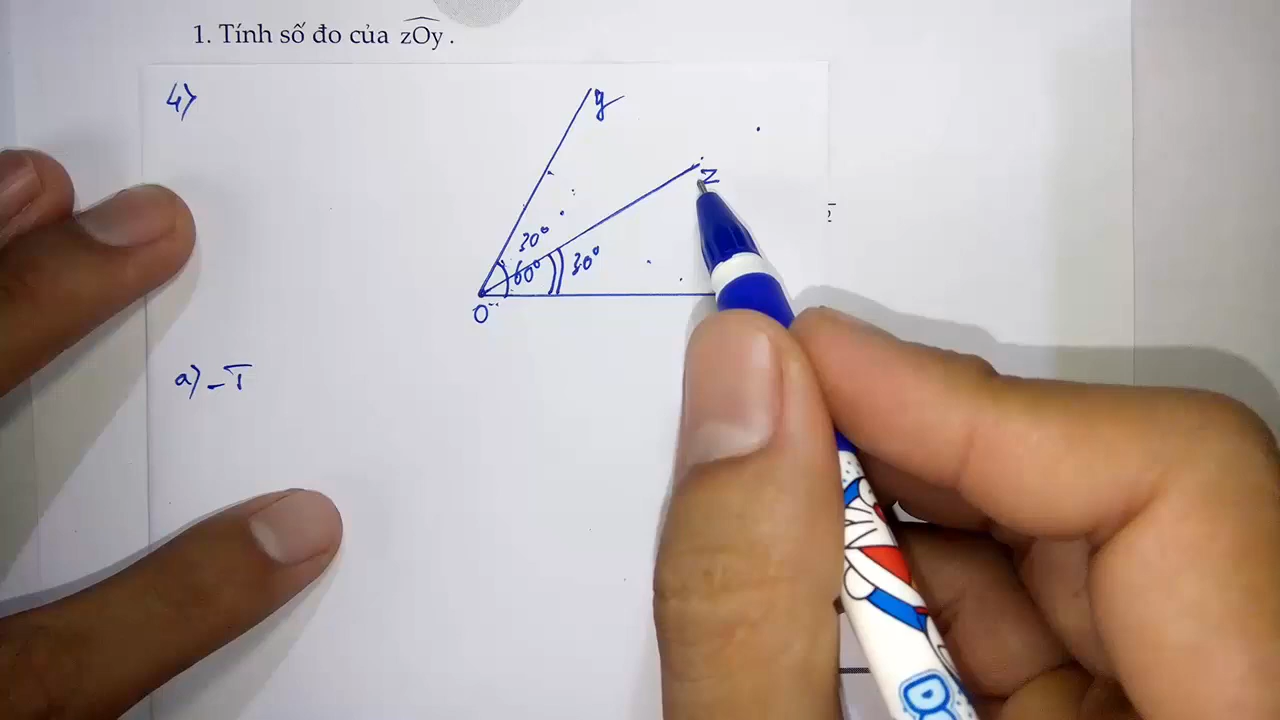 1. Tính số đo của zOy .
4)
y
z
30°
60° 30°
O
a) - T